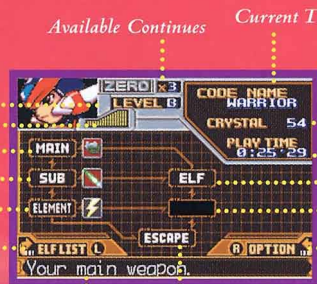 Available Continues
Current T
ZERO x3
LEVEL B
CODE NAME
WARRIOR
CRYSTAL 54
PLAY TIME
0:25'29
MAIN
SUB
ELF
ELEMENT
ESCAPE
ELF LIST L
R OPTION
Your main weapon.